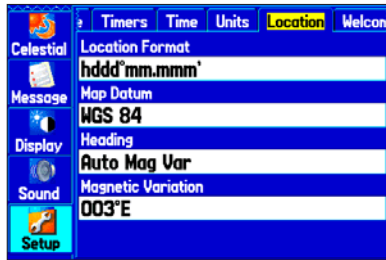 Timers Time Units Location Welcon
Celestial
Location Format
hddd°mm.mmm'
Message
Map Datum
WGS 84
Display
Heading
Auto Mag Var
Sound
Magnetic Variation
003°E
Setup